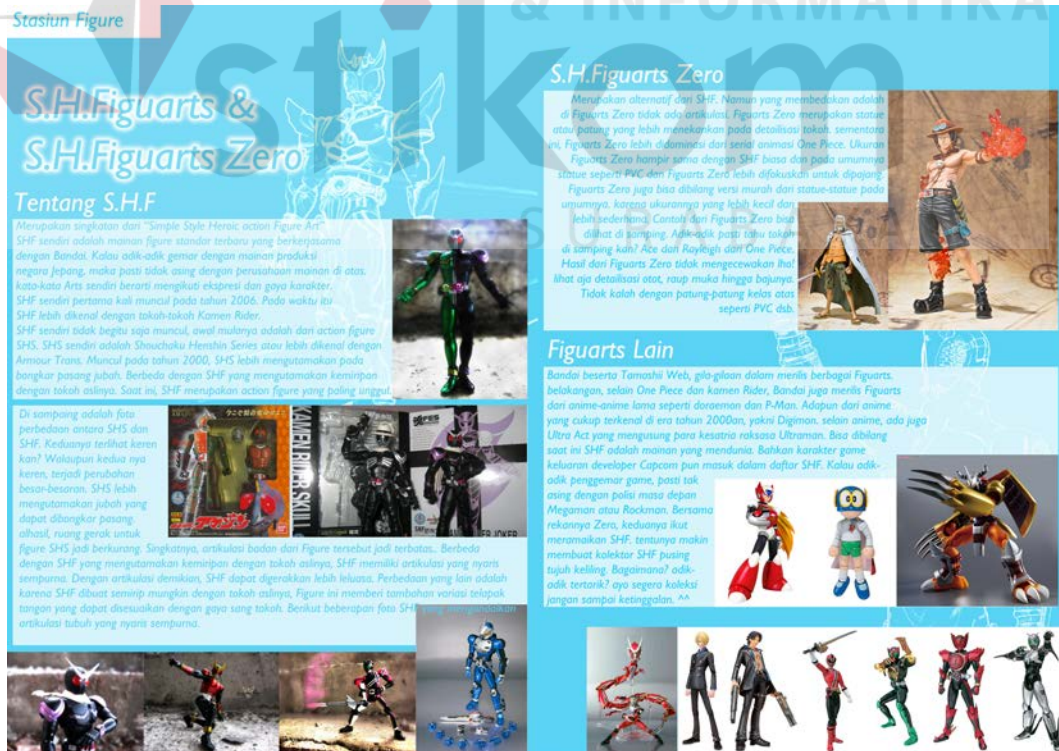 & INFORMATIKA
stikom
SU
Stasiun Figure
S.H.Figuarts &
S.H.Figuarts Zero
Tentang S.H.F
Merupakan singkatan dari "Simple Style Heroic action Figure Art"
SHF sendiri adalah mainan figure standar terbaru yang berkerjasama
dengan Bandai. Kalau adik-adik gemar dengan mainan produksi
negara Jepang, maka pasti tidak asing dengan perusahaan mainan di atas.
kata-kata Arts sendiri berarti mengikuti ekspresi dan gaya karakter.
SHF sendiri pertama kali muncul pada tahun 2006. Pada waktu itu
SHF lebih dikenal dengan tokoh-tokoh Kamen Rider.
SHF sendiri tidak begitu saja muncul, awal mulanya adalah dari action figure
SHS. SHS sendiri adalah Shouchaku Henshin Series atau lebih dikenal dengan
Armour Trans. Muncul pada tahun 2000, SHS lebih mengutamakan pada
bongkar pasang jubah. Berbeda dengan SHF yang mengutamakan kemiripan
dengan tokoh aslinya. Saat ini, SHF merupakan action figure yang paling unggul.
Di sampaing adalah foto
perbedaan antara SHS dan
SHF. Keduanya terlihat keren
kan? Walaupun kedua nya
keren, terjadi perubahan
besar-besaran. SHS lebih
mengutamakan jubah yang
dapat dibongkar pasang.
alhasil, ruang gerak untuk
figure SHS jadi berkurang. Singkatnya, artikulasi badan dari Figure tersebut jadi terbatas.. Berbeda
dengan SHF yang mengutamakan kemiripan dengan tokoh aslinya, SHF memiliki artikulasi yang nyaris
sempurna. Dengan artikulasi demikian, SHF dapat digerakkan lebih leluasa. Perbedaan yang lain adalah
karena SHF dibuat semirip mungkin dengan tokoh aslinya, Figure ini memberi tambahan variasi telapak
tangan yang dapat disesuaikan dengan gaya sang tokoh. Berikut beberapan foto SHF yang mengandaikan
artikulasi tubuh yang nyaris sempurna.
KAMEN RIDER SKULL
JOKER
S.H.Figuarts Zero
Merupakan alternatif dari SHF. Namun yang membedakan adalah
di Figuarts Zero tidak ada artikulasi. Figuarts Zero merupakan statue
atau patung yang lebih menekankan pada detailisasi tokoh. sementara
ini, Figuarts Zero lebih didominasi dari serial animasi One Piece. Ukuran
Figuarts Zero hampir sama dengan SHF biasa dan pada umumnya
statue seperti PVC dan Figuarts Zero lebih difokuskan untuk dipajang.
Figuarts Zero juga bisa dibilang versi murah dari statue-statue pada
umumnya. karena ukurannya yang lebih kecil dan
lebih sederhana. Contoh dari Figuarts Zero bisa
dilihat di samping. Adik-adik pasti tahu tokoh
di samping kan? Ace dan Rayleigh dari One Piece.
Hasil dari Figuarts Zero tidak mengecewakan lho!
lihat aja detailisasi otot, raup muka hingga bajunya.
Tidak kalah dengan patung-patung kelas atas
seperti PVC dsb.
Figuarts Lain
Bandai beserta Tamashii Web, gila-gilaan dalam merilis berbagai Figuarts.
belakangan, selain One Piece dan kamen Rider, Bandai juga merilis Figuarts
dari anime-anime lama seperti doraemon dan P-Man. Adapun dari anime
yang cukup terkenal di era tahun 2000an, yakni Digimon. selain anime, ada juga
Ultra Act yang mengusung para kesatria raksasa Ultraman. Bisa dibilang
saat ini SHF adalah mainan yang mendunia. Bahkan karakter game
keluaran developer Capcom pun masuk dalam daftar SHF. Kalau adik-
adik penggemar game, pasti tak
asing dengan polisi masa depan
Megaman atau Rockman. Bersama
rekannya Zero, keduanya ikut
meramaikan SHF. tentunya makin
membuat kolektor SHF pusing
tujuh keliling. Bagaimana? adik-
adik tertarik? ayo segera koleksi
jangan sampai ketinggalan. ^^